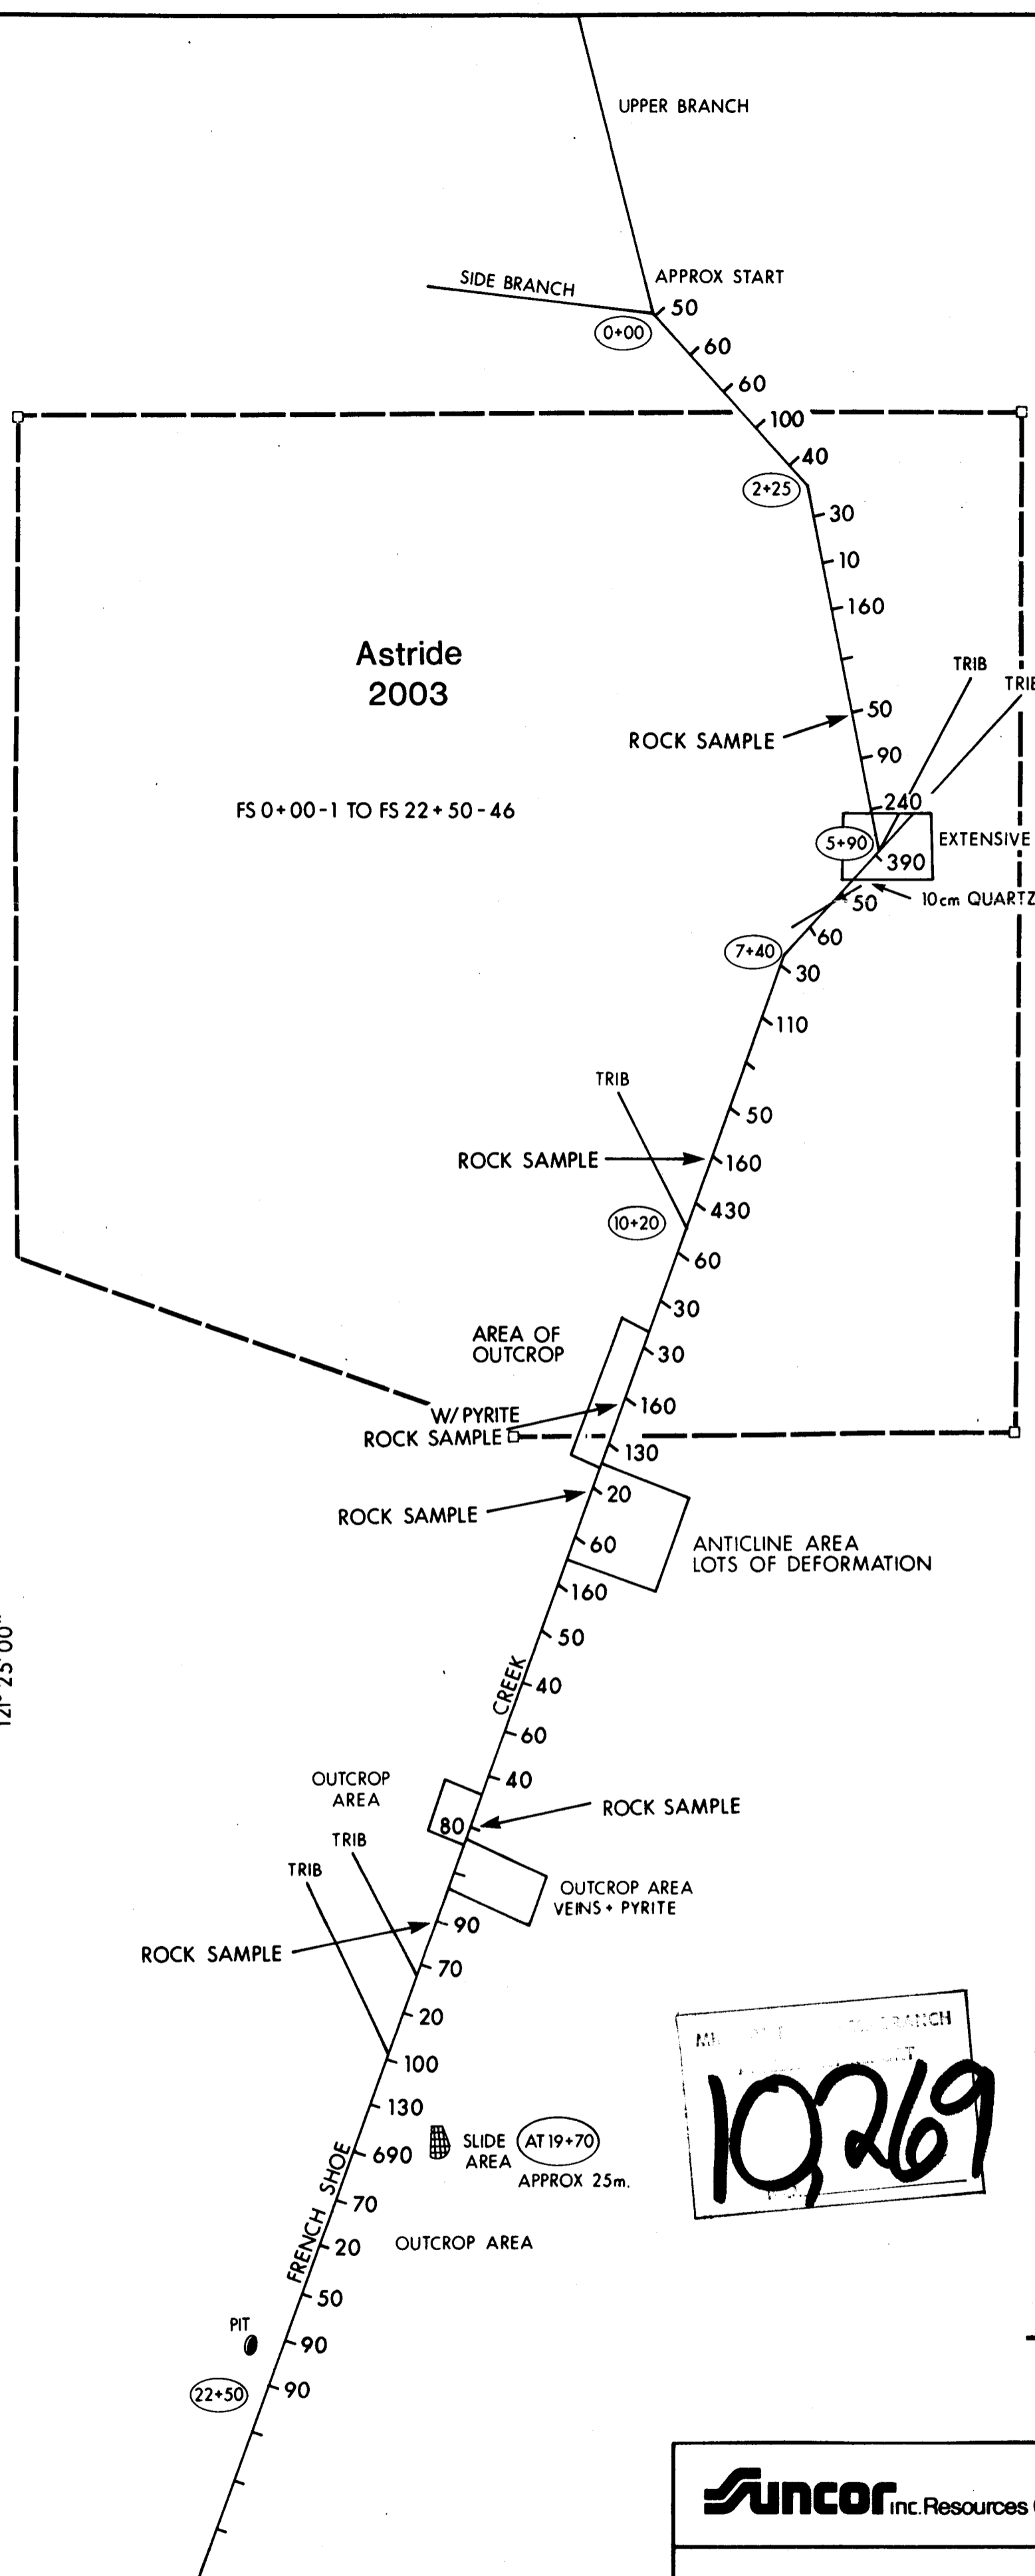 UPPER BRANCH
SIDE BRANCH
APPROX START
50
0+00
60
60
100
40
2+25
30
10
160
Astride
2003
TRIB
50
ROCK SAMPLE
90
FS 0+00-1 TO FS 22+50-46
240
5+90
EXTENSIVE
390
10cm QUARTZ
50
60
7+40
30
110
TRIB
50
ROCK SAMPLE
160
430
10+20
60
30
AREA OF
OUTCROP
30
160
W/ PYRITE
ROCK SAMPLE
130
20
ROCK SAMPLE
60
ANTICLINE AREA
LOTS OF DEFORMATION
160
50
121° 25' 00"
CREEK
40
60
40
OUTCROP
AREA
80
ROCK SAMPLE
TRIB
TRIB
OUTCROP AREA
VEINS + PYRITE
90
ROCK SAMPLE
70
20
100
130
690
SLIDE
AREA
AT 19+70
APPROX 25m.
FRENCH SHOE
70
20
OUTCROP AREA
50
PIT
90
22+50
90
BRANCH
10,269
Suncor inc. Resources